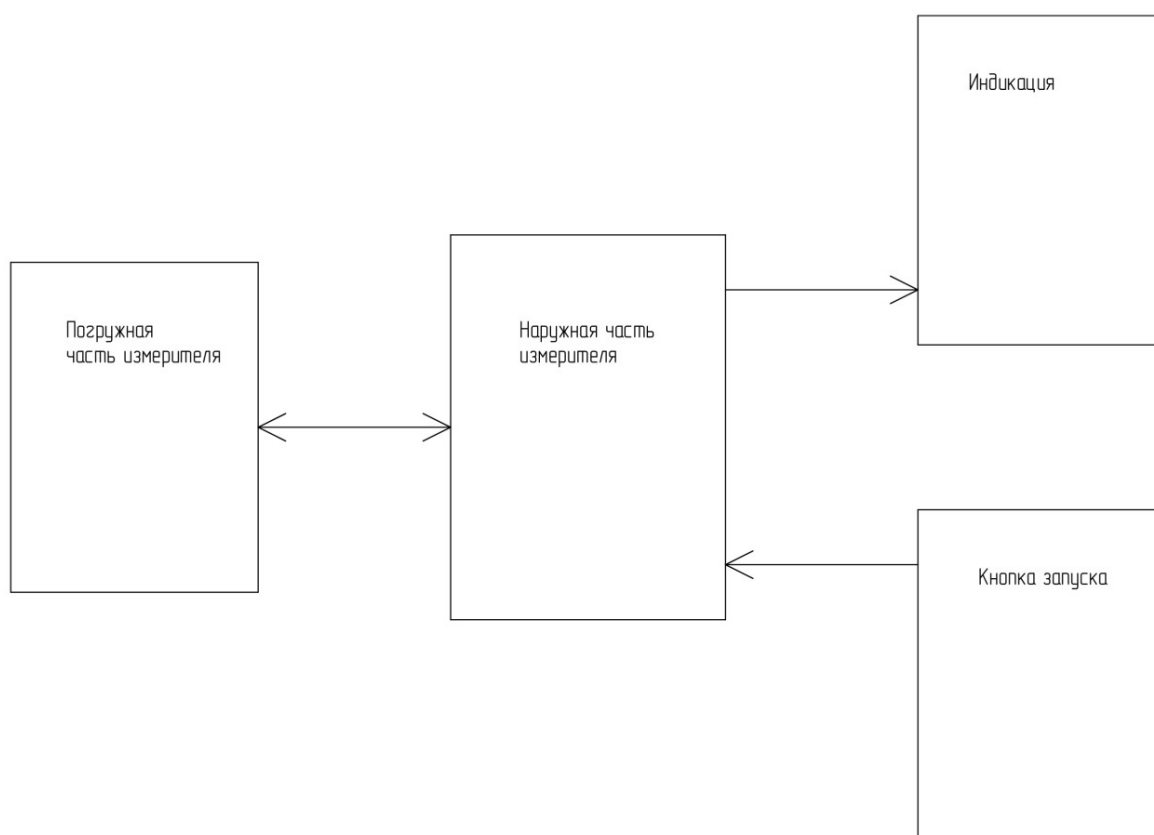 Индикация
Погружная
часть измерителя
Наружная часть
измерителя
Кнопка запуска